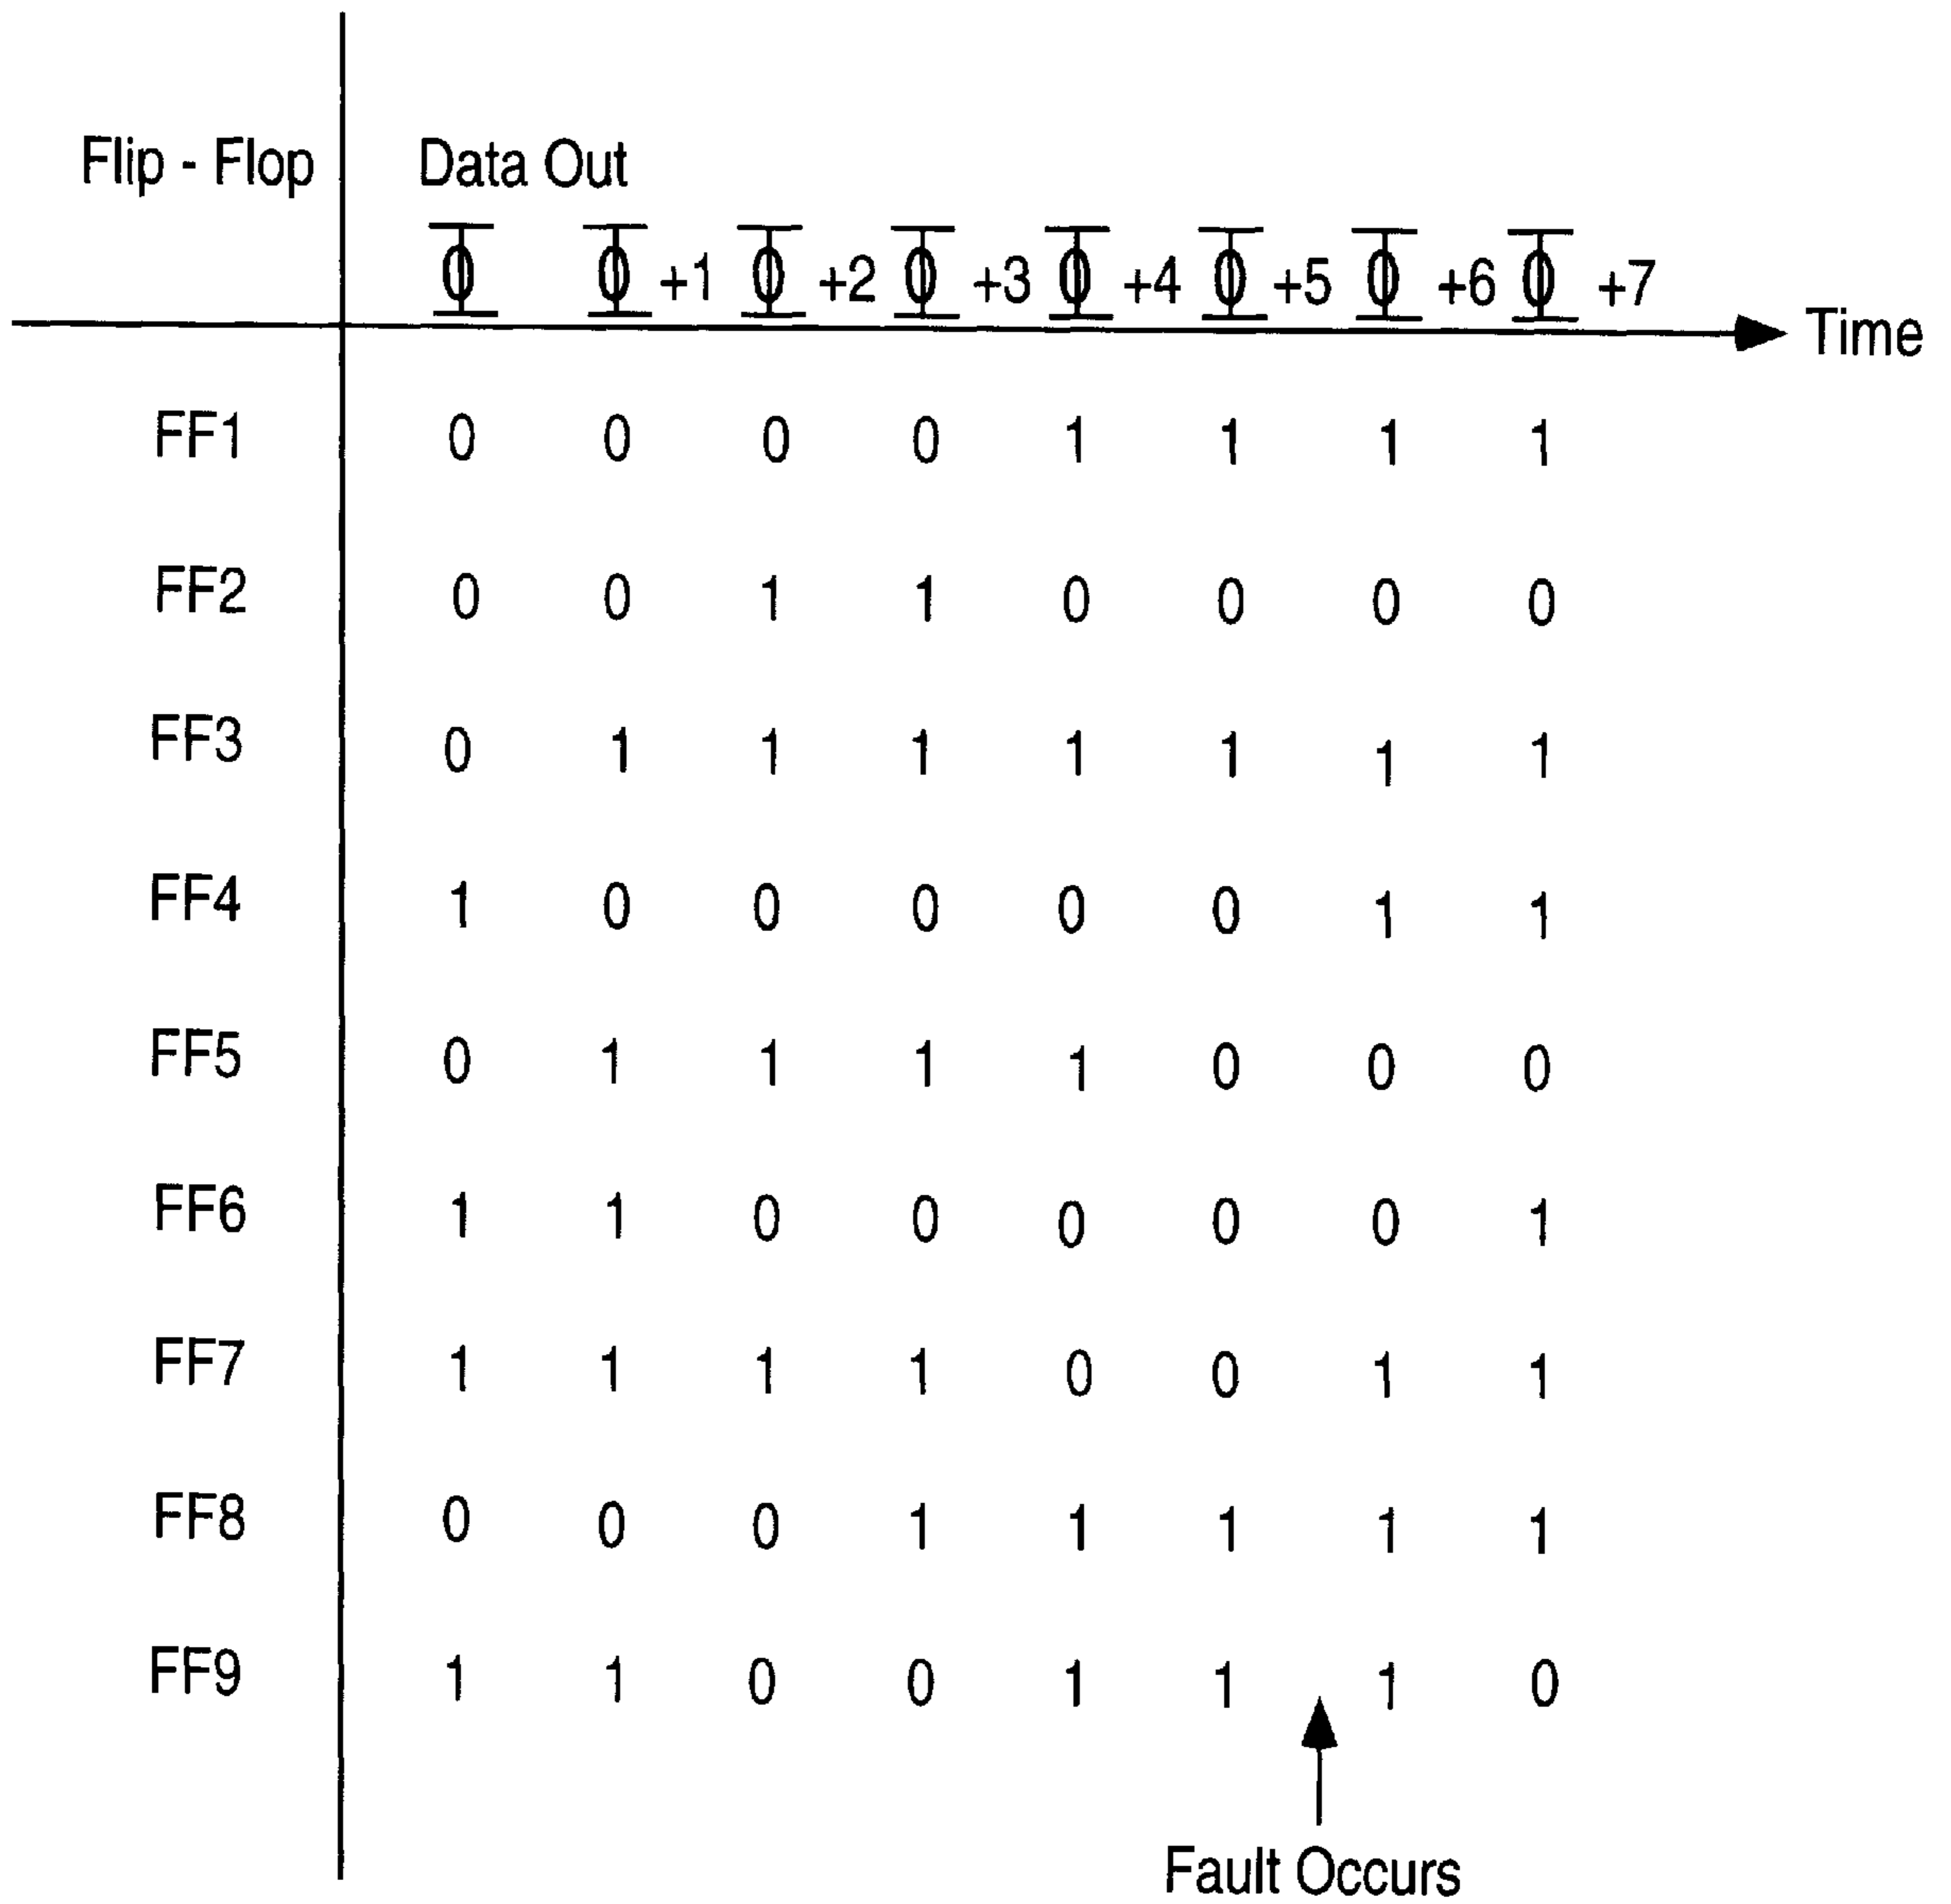 Flip - Flop Data Out
Φ Φ +1 Φ +2 Φ +3 Φ +4 Φ +5 Φ +6 Φ +7
Time
FF1 0 0 0 0 1 1 1 1
FF2 0 0 1 1 0 0 0 0
FF3 0 1 1 1 1 1 1 1
FF4 1 0 0 0 0 0 1 1
FF5 0 1 1 1 1 0 0 0
FF6 1 1 0 0 0 0 0 1
FF7 1 1 1 1 0 0 1 1
FF8 0 0 0 1 1 1 1 1
FF9 1 1 0 0 1 1 1 0
Fault Occurs